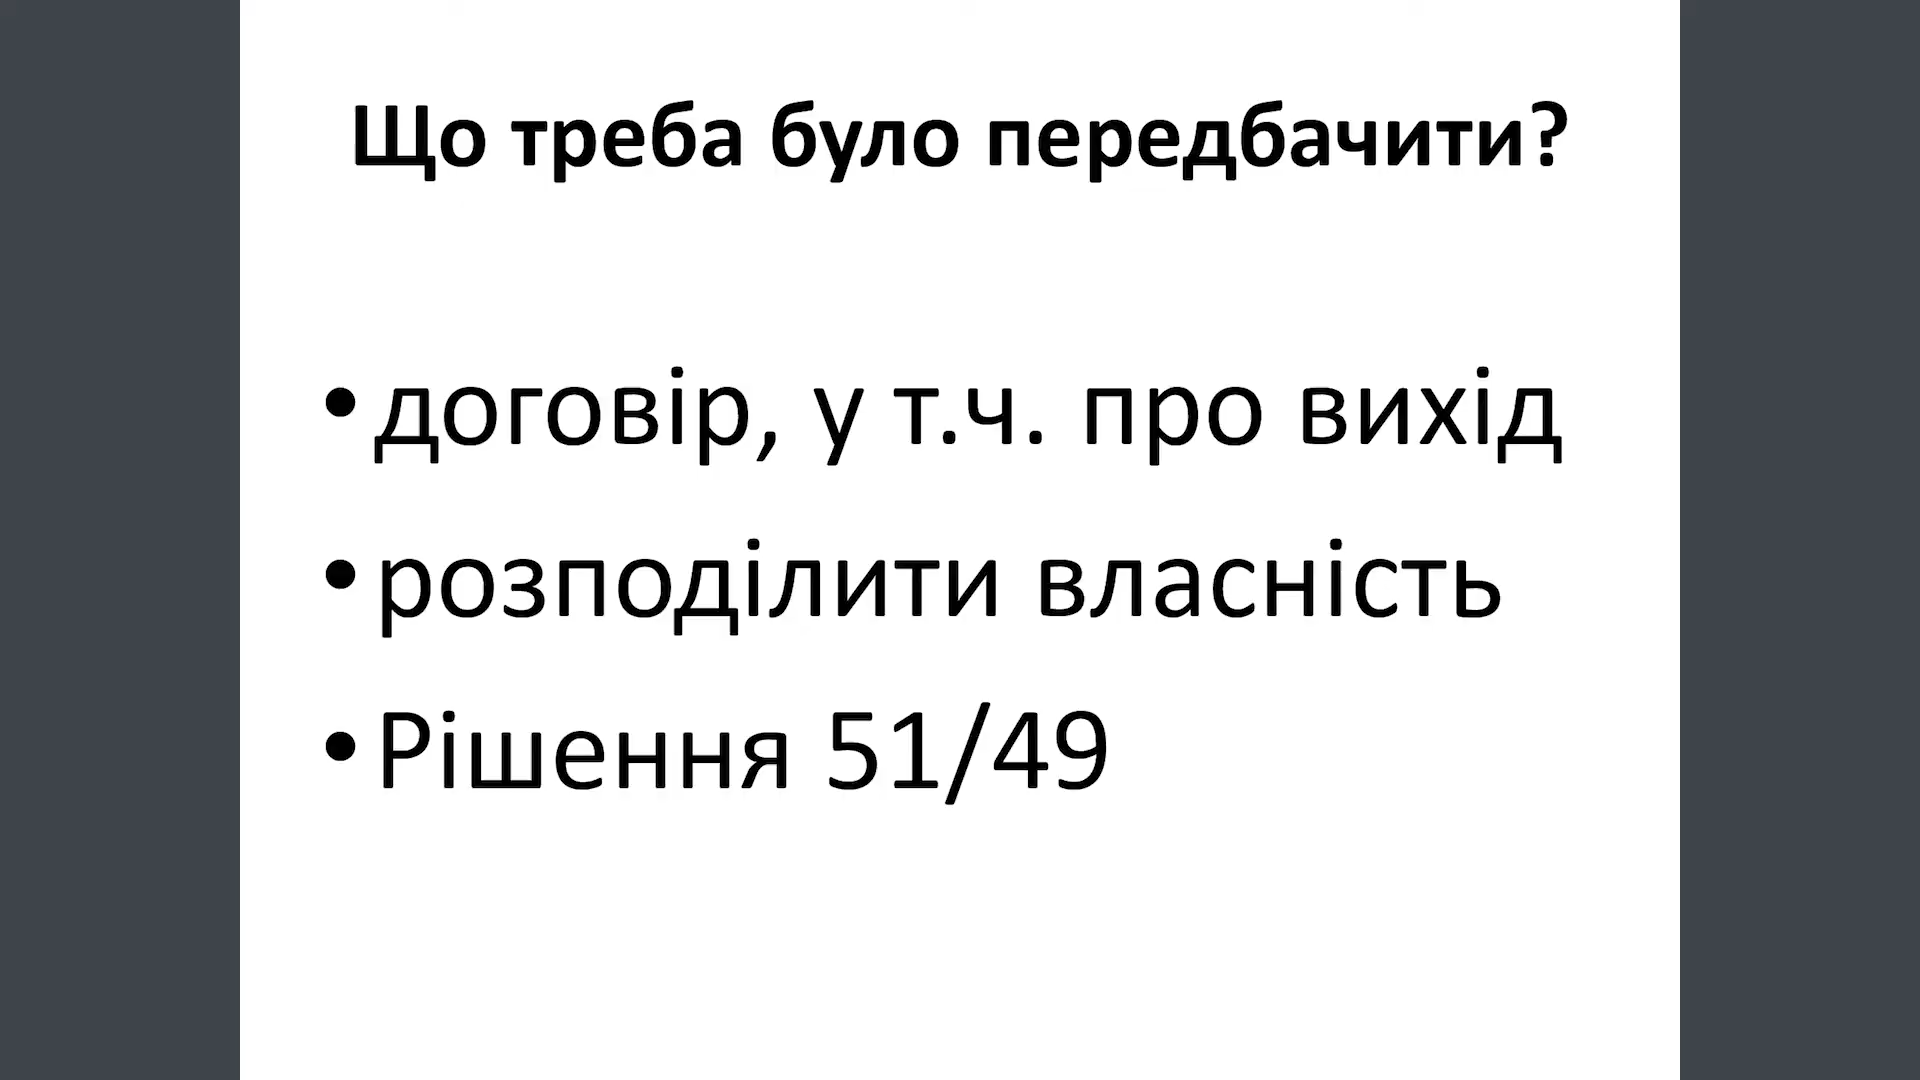 Що треба було передбачити?
• договір, у т.ч. про вихід
• розподілити власність
• Рішення 51/49